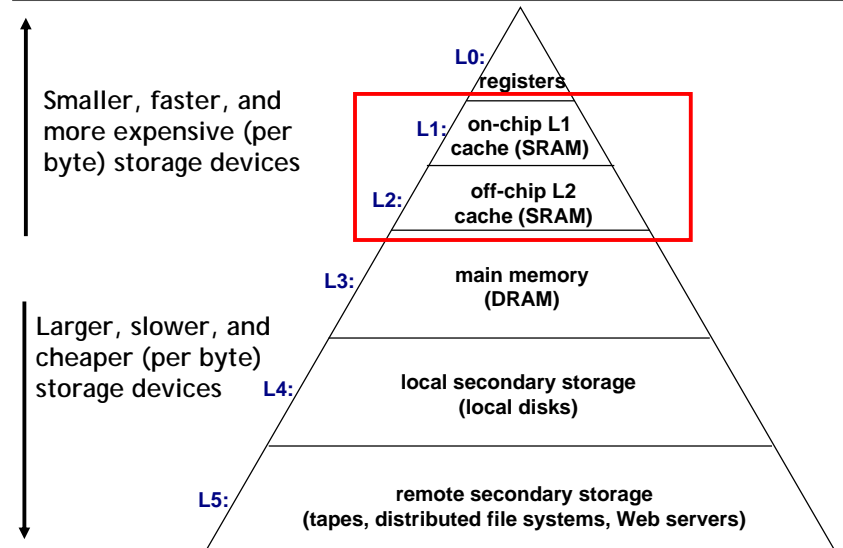 L0:
registers
Smaller, faster, and
more expensive (per
byte) storage devices
L1:
on-chip L1
cache (SRAM)
L2:
off-chip L2
cache (SRAM)
L3:
main memory
(DRAM)
Larger, slower, and
cheaper (per byte)
storage devices
L4:
local secondary storage
(local disks)
L5:
remote secondary storage
(tapes, distributed file systems, Web servers)